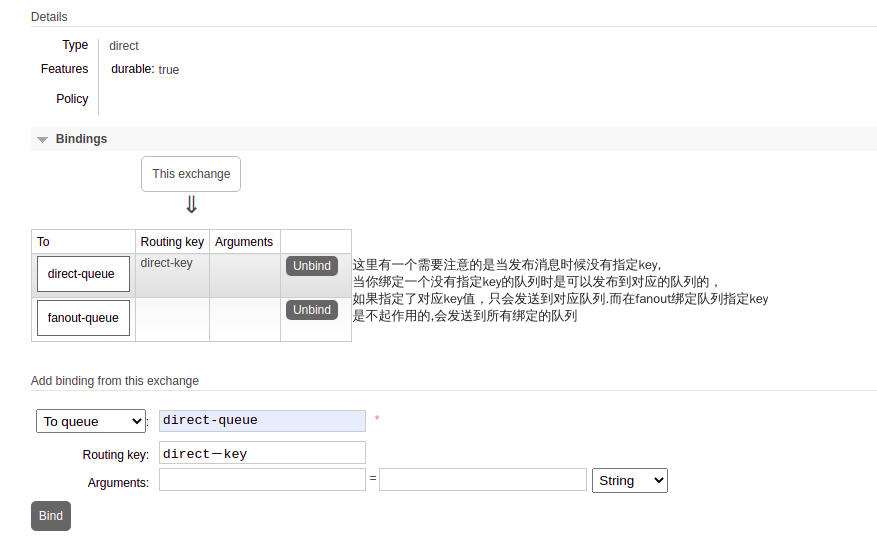 Details
Type direct
Features durable: true
Policy
Bindings
This exchange
⇓
To Routing key Arguments
direct-queue direct-key Unbind
fanout-queue Unbind
这里有一个需要注意的是当发布消息时候没有指定key,
当你绑定一个没有指定key的队列时是可以发布到对应的队列的，
如果指定了对应key值，只会发送到对应队列.而在fanout绑定队列指定key
是不起作用的,会发送到所有绑定的队列
Add binding from this exchange
To queue : direct-queue *
Routing key: direct－key
Arguments: = String
Bind